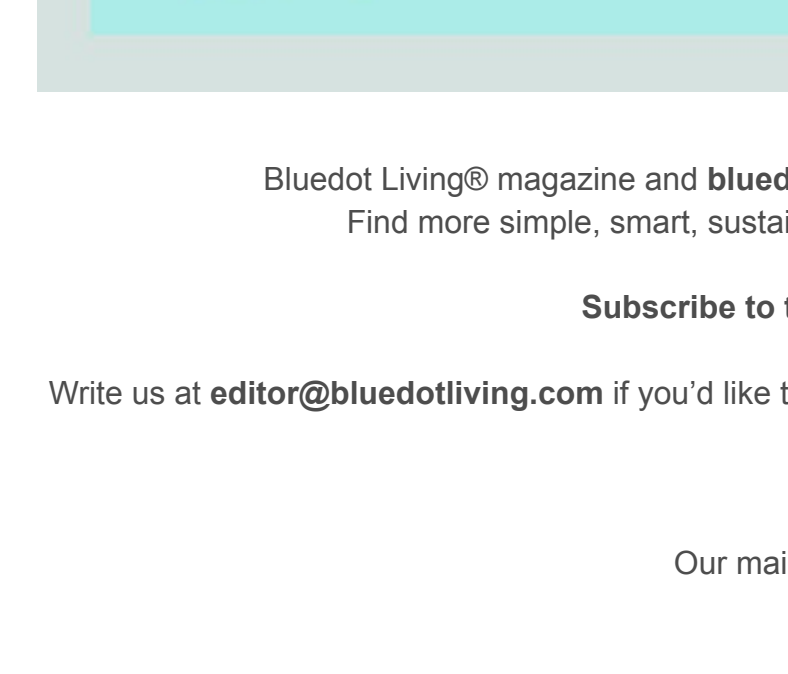 Bluedot Living® magazine and blued
Find more simple, smart, sustai
Subscribe to t
Write us at editor@bluedotliving.com if you’d like t
Our mai